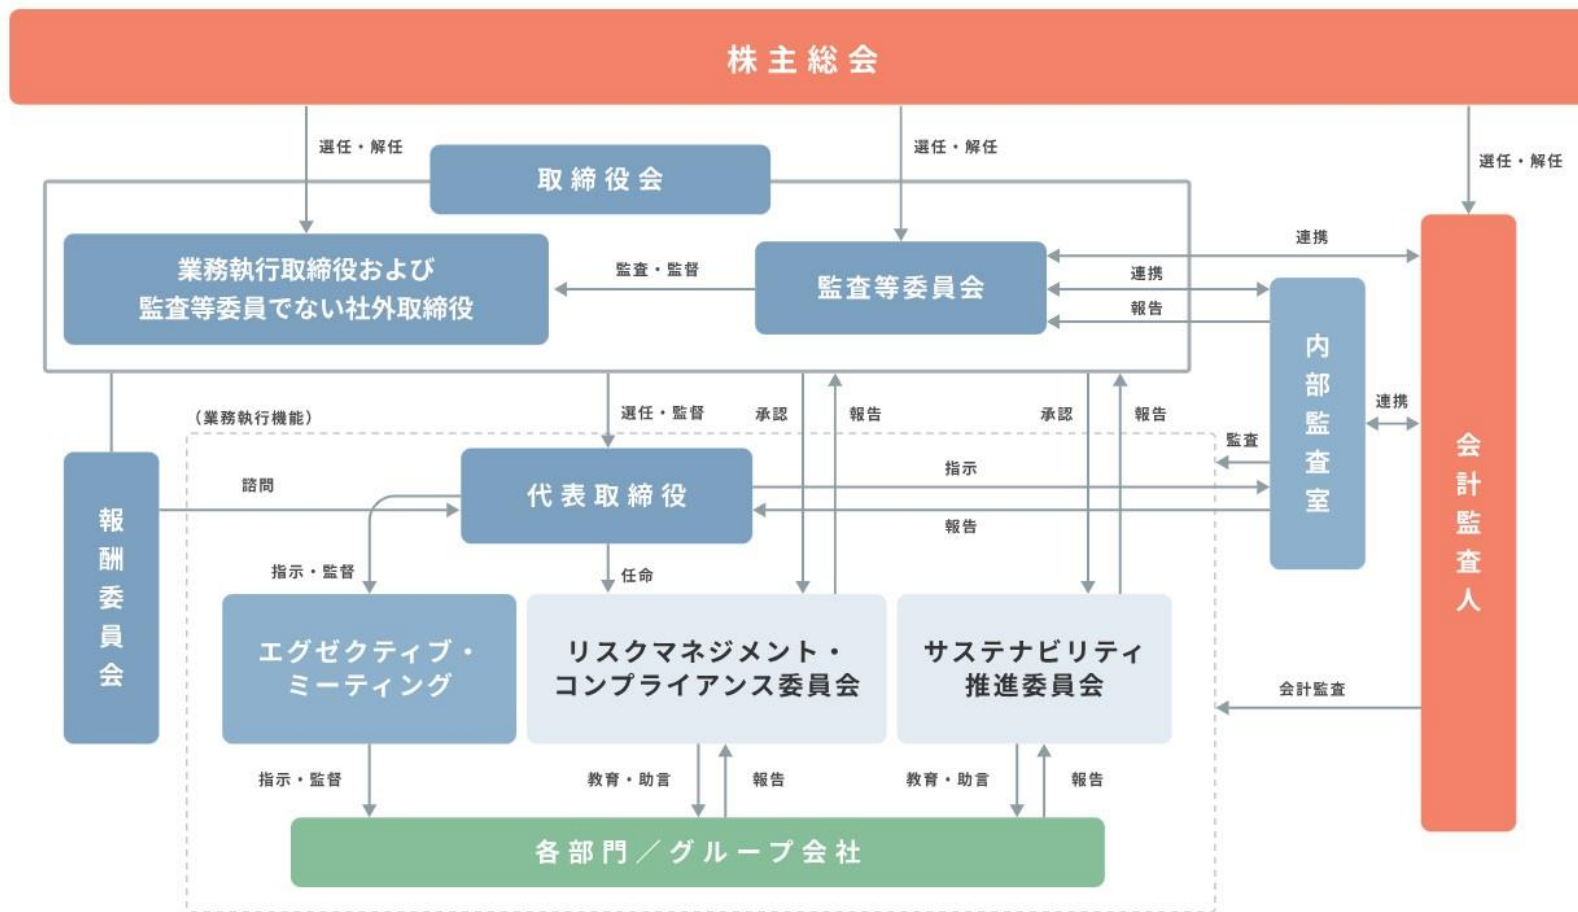 株主総会
選任・解任
選任・解任
選任・解任
取締役会
業務執行取締役および
監査等委員でない社外取締役
監査・監督
監査等委員会
連携
連携
報告
内部監査室
連携
会計監査人
(業務執行機能)
選任・監督
承認
報告
承認
報告
監査
報酬委員会
諮問
代表取締役
指示
報告
指示・監督
任命
エグゼクティブ・
ミーティング
リスクマネジメント・
コンプライアンス委員会
サステナビリティ
推進委員会
会計監査
指示・監督
教育・助言
報告
教育・助言
報告
各部門／グループ会社